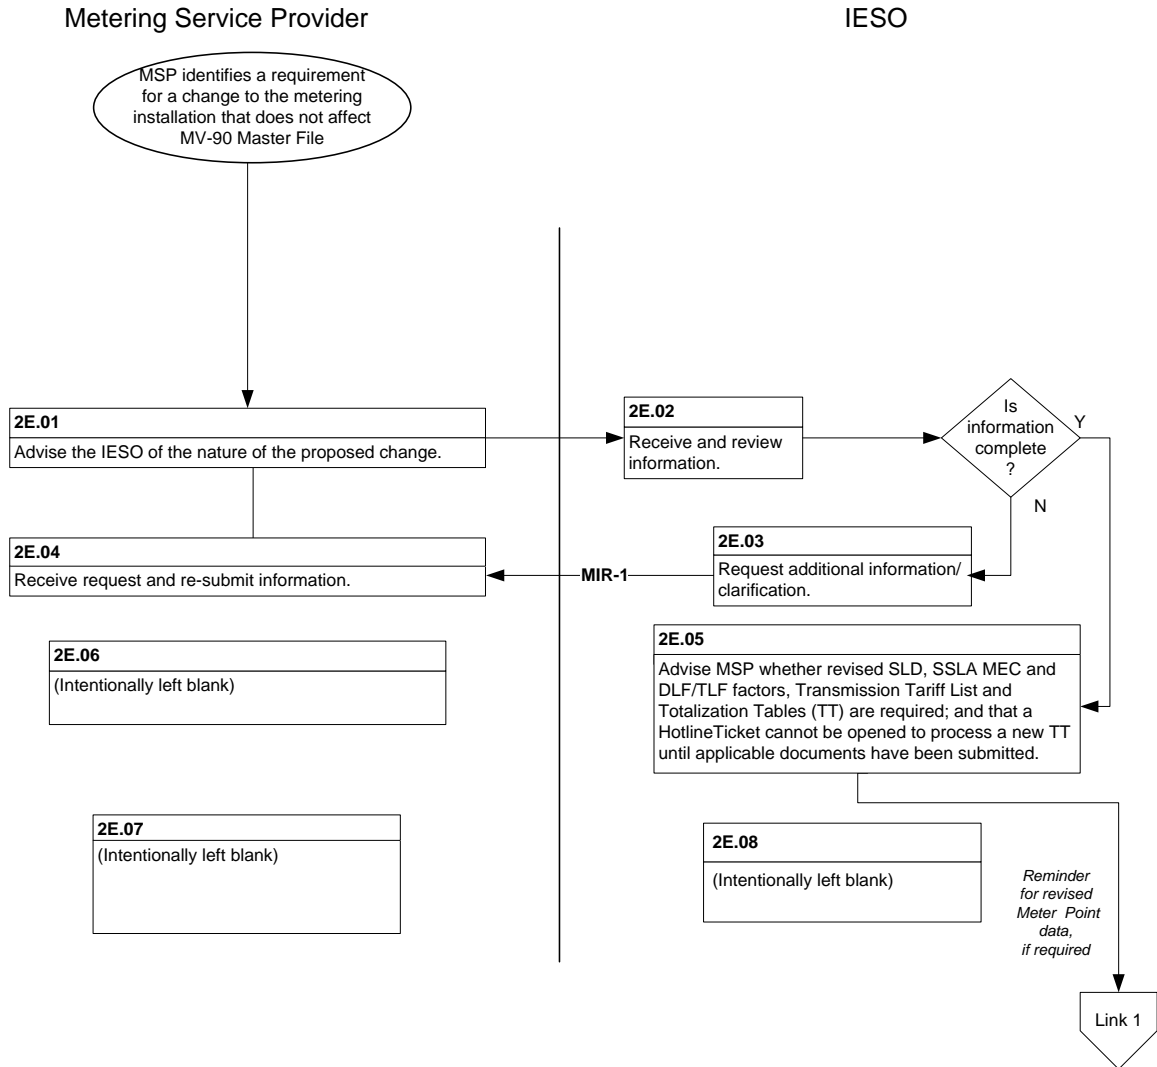 Metering Service Provider
IESO
MSP identifies a requirement
for a change to the metering
installation that does not affect
MV-90 Master File
2E.01
Advise the IESO of the nature of the proposed change.
2E.02
Receive and review
information.
Is
information
complete
?
Y
N
2E.03
Request additional information/
clarification.
MIR-1
2E.04
Receive request and re-submit information.
2E.05
Advise MSP whether revised SLD, SSLA MEC and
DLF/TLF factors, Transmission Tariff List and
Totalization Tables (TT) are required; and that a
HotlineTicket cannot be opened to process a new TT
until applicable documents have been submitted.
2E.06
(Intentionally left blank)
2E.07
(Intentionally left blank)
2E.08
(Intentionally left blank)
Reminder
for revised
Meter Point
data,
if required
Link 1